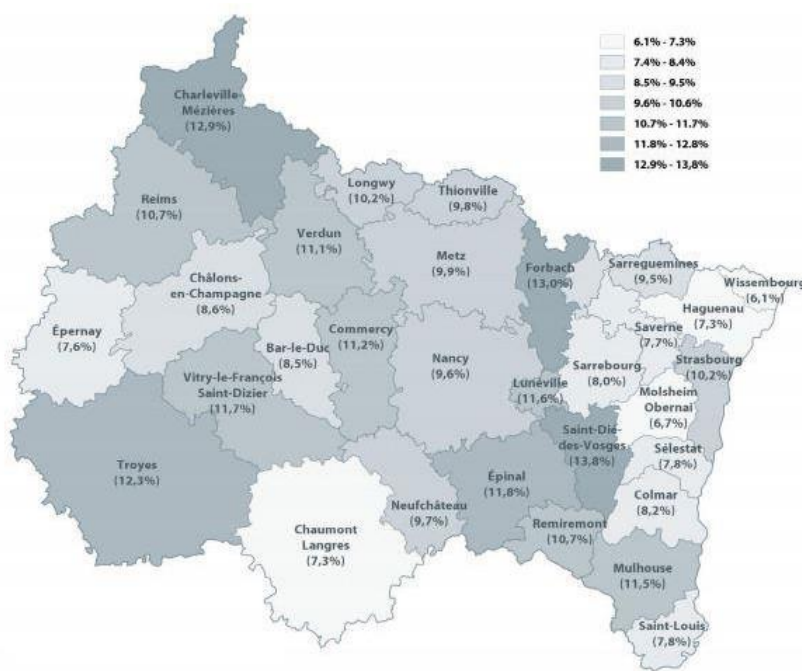 6.1% - 7.3%
7.4% - 8.4%
8.5% - 9.5%
9.6% - 10.6%
10.7% - 11.7%
11.8% - 12.8%
12.9% - 13,8%
Charleville-
Mézières
(12,9%)
Reims
(10,7%)
Longwy
(10,2%)
Thionville
(9,8%)
Verdun
(11,1%)
Metz
(9,9%)
Forbach
(13,0%)
Sarreguemines
(9,5%)
Wissembourg
(6,1%)
Haguenau
(7,3%)
Châlons-
en-Champagne
(8,6%)
Épernay
(7,6%)
Bar-le-Duc
(8,5%)
Commercy
(11,2%)
Nancy
(9,6%)
Saverne
(7,7%)
Sarrebourg
(8,0%)
Strasbourg
(10,2%)
Lunéville
(11,6%)
Molsheim
Obernai
(6,7%)
Vitry-le-François
Saint-Dizier
(11,7%)
Saint-Dié-
des-Vosges
(13,8%)
Sélestat
(7,8%)
Troyes
(12,3%)
Épinal
(11,8%)
Colmar
(8,2%)
Neufchâteau
(9,7%)
Remiremont
(10,7%)
Chaumont
Langres
(7,3%)
Mulhouse
(11,5%)
Saint-Louis
(7,8%)